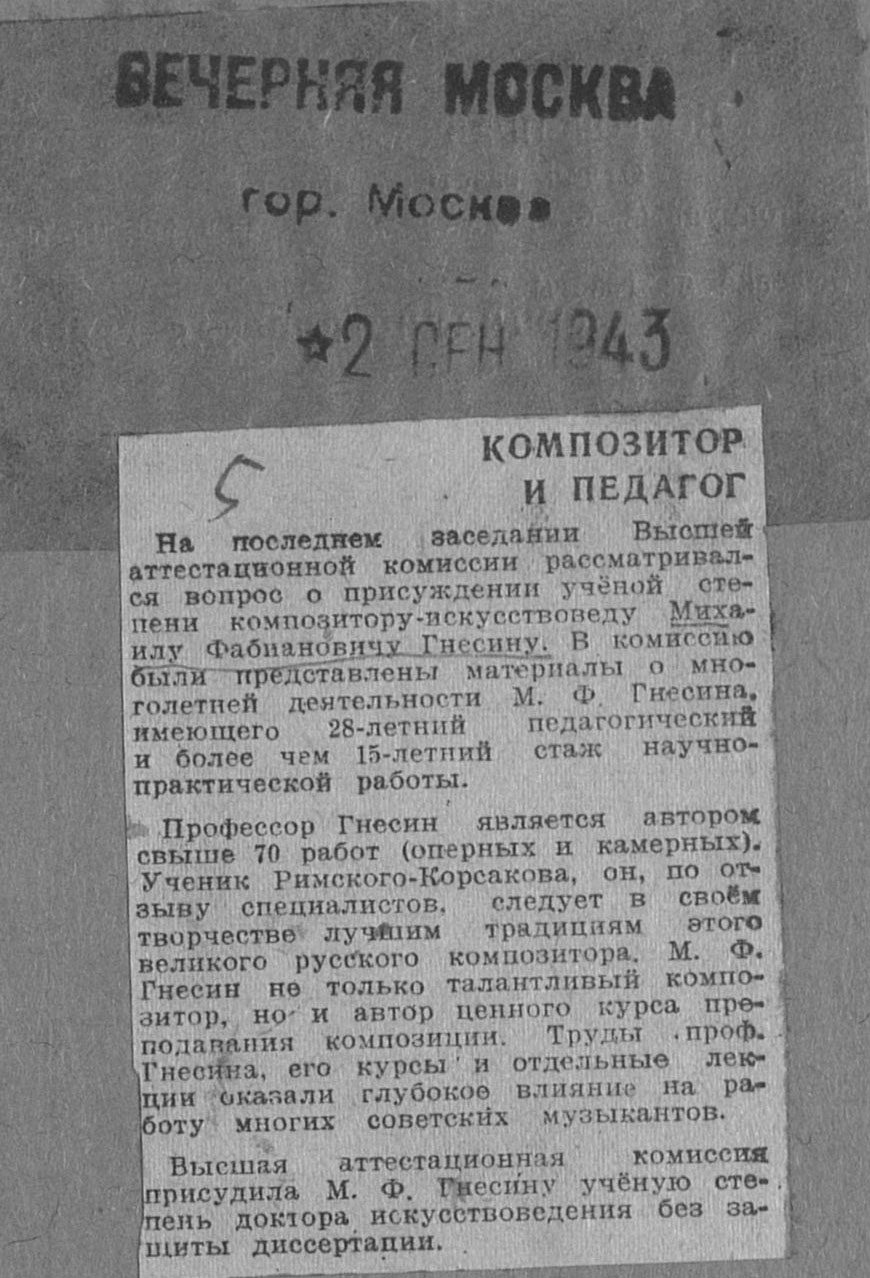 ВЕЧЕРНЯЯ МОСКВА
гор. Москва
☆2 СЕН 1943
5
КОМПОЗИТОР
И ПЕДАГОГ
На последнем заседании Высшей
аттестационной комиссии рассматривал-
ся вопрос о присуждении учёной сте-
пени композитору-искусствоведу Миха-
илу Фабиановичу Гнесину. В комиссию
были представлены материалы о мно-
голетней деятельности М. Ф. Гнесина,
имеющего 28-летний педагогический
и более чем 15-летний стаж научно-
практической работы.
Профессор Гнесин является автором
свыше 70 работ (оперных и камерных).
Ученик Римского-Корсакова, он, по от-
зыву специалистов, следует в своём
творчестве лучшим традициям этого
великого русского композитора. М. Ф.
Гнесин не только талантливый компо-
зитор, но и автор ценного курса пре-
подавания композиции. Труды проф.
Гнесина, его курсы и отдельные лек-
ции оказали глубокое влияние на ра-
боту многих советских музыкантов.
Высшая аттестационная комиссия
присудила М. Ф. Гнесину учёную сте-
пень доктора искусствоведения без за-
щиты диссертации.